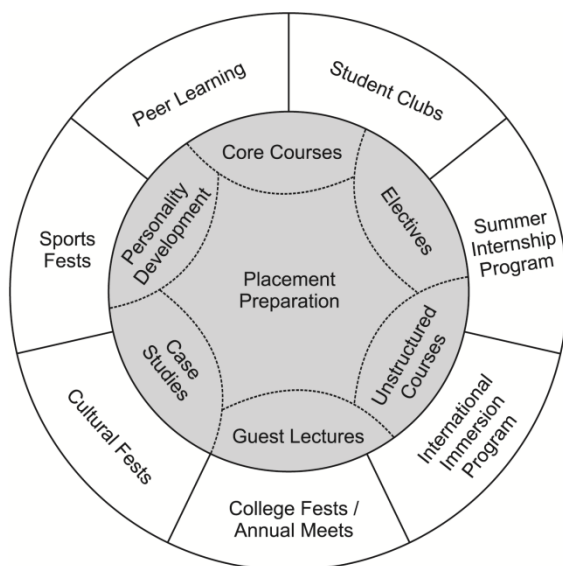 Peer Learning
Student Clubs
Summer
Internship
Program
International
Immersion
Program
College Fests /
Annual Meets
Cultural Fests
Sports
Fests
Core Courses
Electives
Unstructured
Courses
Guest Lectures
Case
Studies
Personality
Development
Placement
Preparation